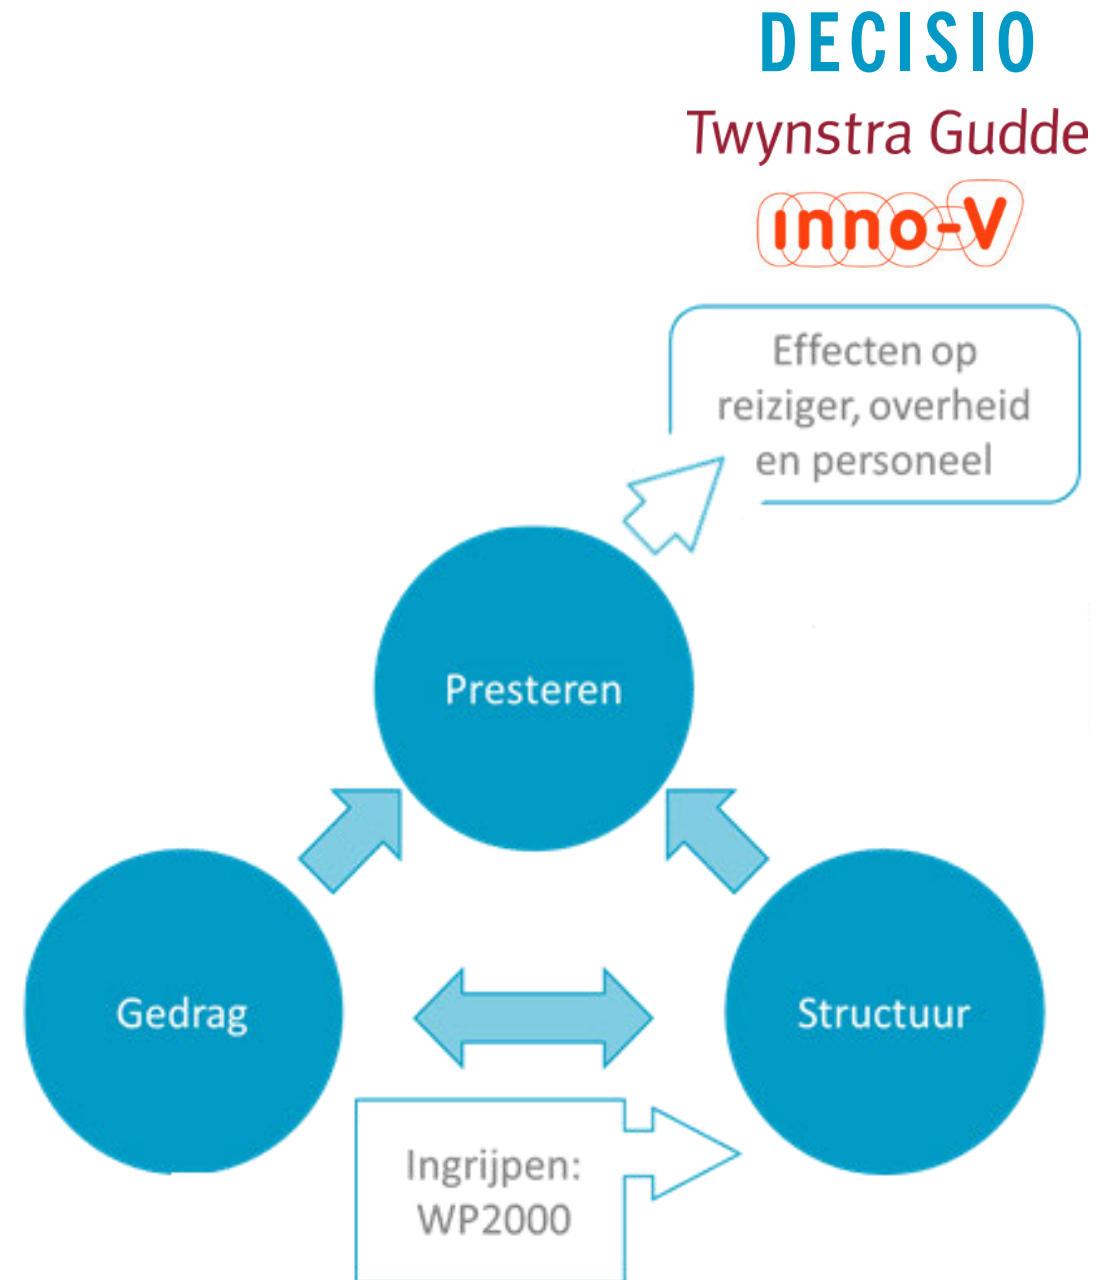 DECISIO
Twynstra Gudde
inno-V
Effecten op
reiziger, overheid
en personeel
Presteren
Gedrag
Structuur
Ingrijpen:
WP2000